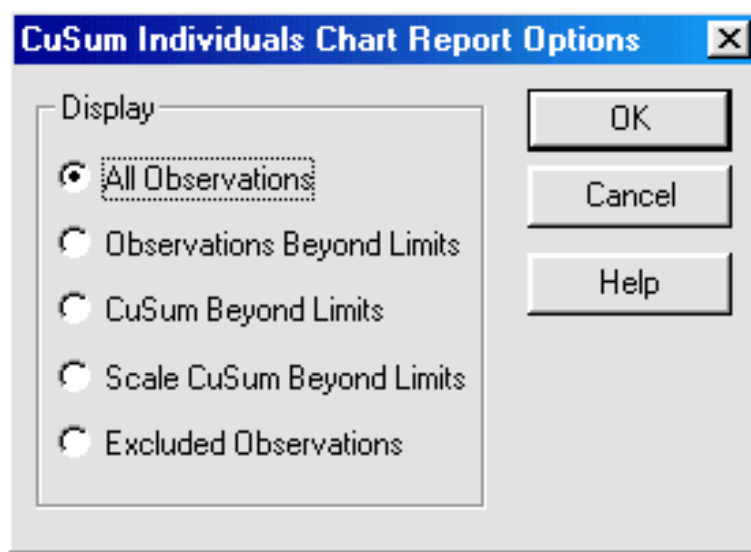 CuSum Individuals Chart Report Options
Display
All Observations
Observations Beyond Limits
CuSum Beyond Limits
Scale CuSum Beyond Limits
Excluded Observations
OK
Cancel
Help